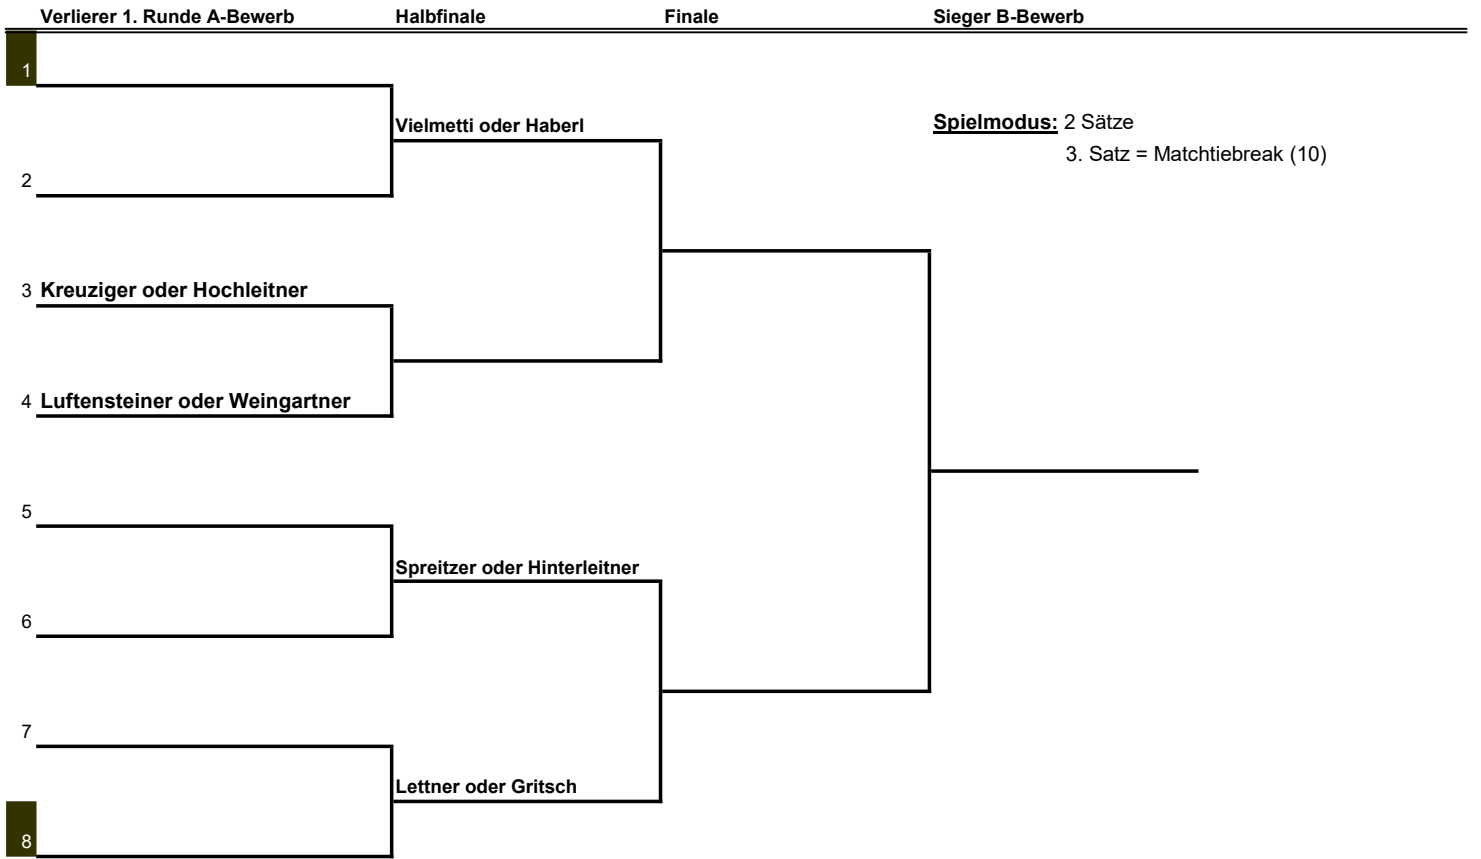 Verlierer 1. Runde A-Bewerb Halbfinale Finale Sieger B-Bewerb
1
Vielmetti oder Haberl
Spielmodus: 2 Sätze
3. Satz = Matchtiebreak (10)
2
3 Kreuziger oder Hochleitner
4 Luftensteiner oder Weingartner
5
Spreitzer oder Hinterleitner
6
7
Lettner oder Gritsch
8